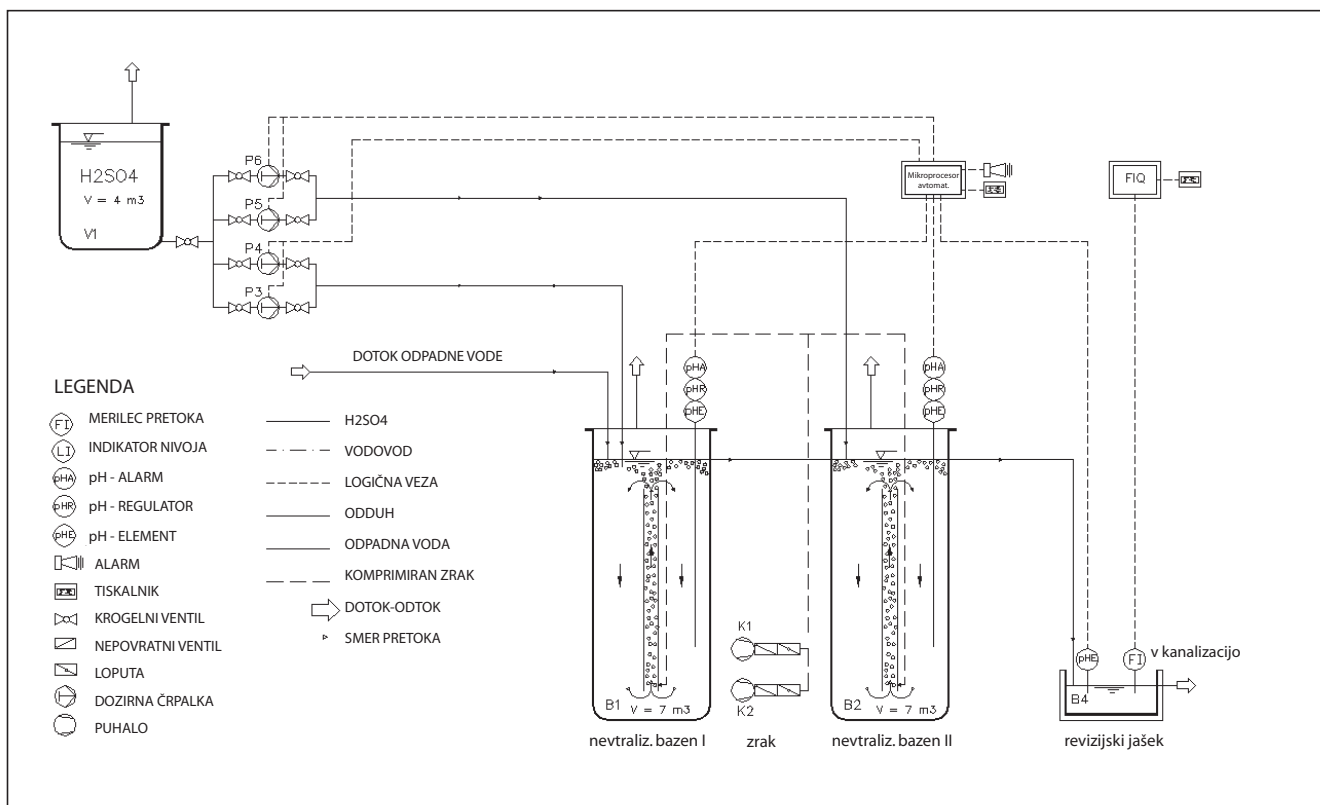 H2SO4
V = 4 m3
V1
P6
P5
P4
P3
Mikroprocesor
avtomat.
FIQ
DOTOK ODPADNE VODE
pHA
pHR
pHE
pHA
pHR
pHE
LEGENDA
FI MERILEC PRETOKA
LI INDIKATOR NIVOJA
pHA pH - ALARM
pHR pH - REGULATOR
pHE pH - ELEMENT
ALARM
TISKALNIK
KROGELNI VENTIL
NEPOVRATNI VENTIL
LOPUTA
DOZIRNA ČRPALKA
PUHALO
H2SO4
VODOVOD
LOGIČNA VEZA
ODDUH
ODPADNA VODA
KOMPRIMIRAN ZRAK
DOTOK-ODTOK
SMER PRETOKA
B1 V = 7 m3
nevtraliz. bazen I
K1
K2
zrak
B2 V = 7 m3
nevtraliz. bazen II
pHE
FI
v kanalizacijo
B4
revizijski jašek